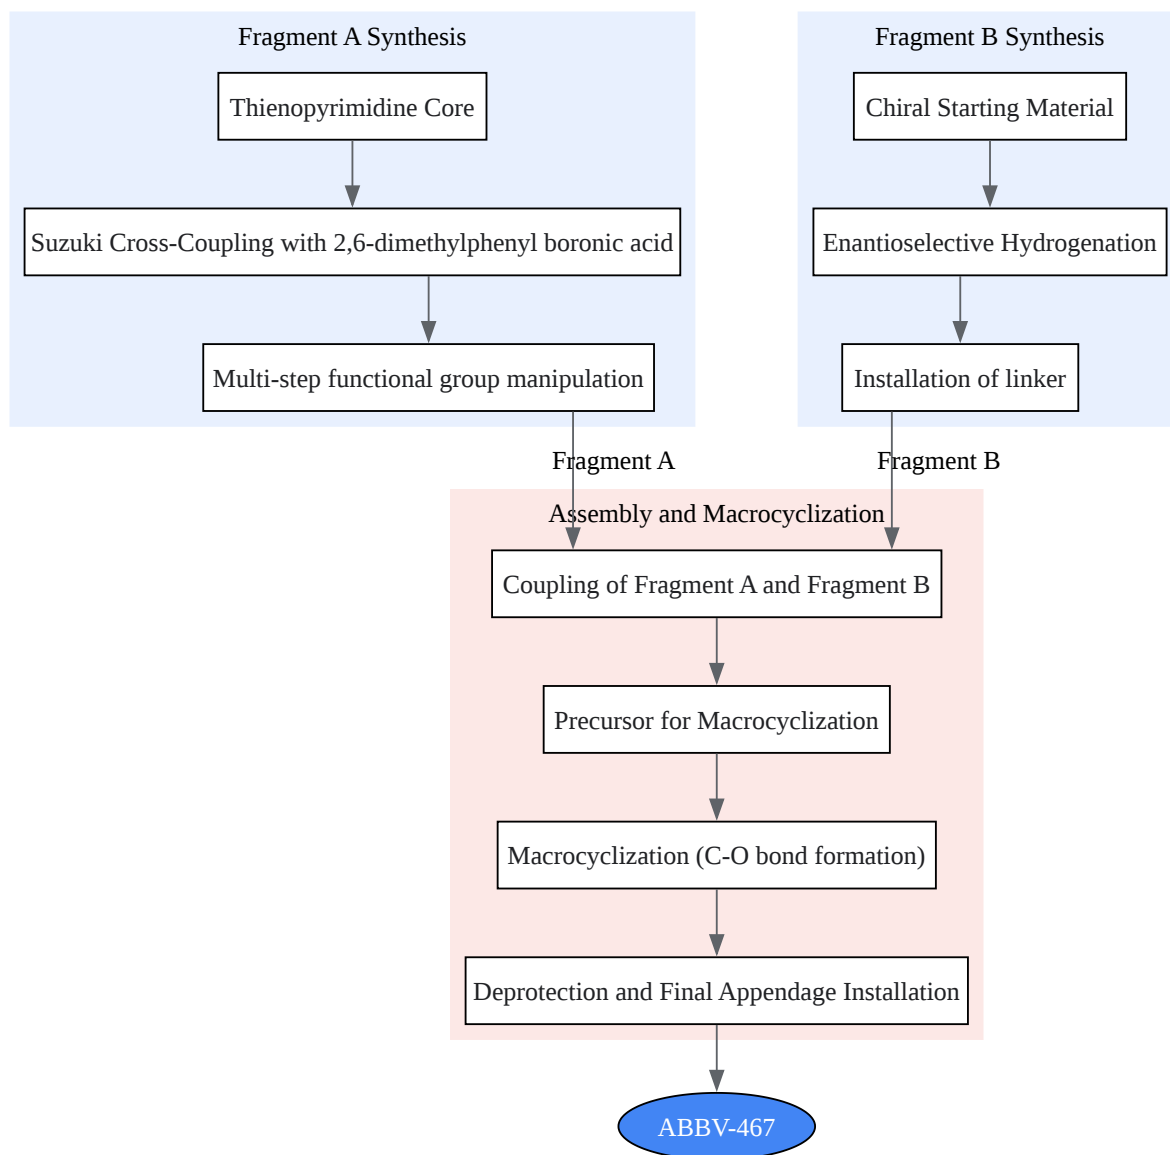 Fragment A Synthesis
Thienopyrimidine Core
Suzuki Cross-Coupling with 2,6-dimethylphenyl boronic acid
Multi-step functional group manipulation
Fragment B Synthesis
Chiral Starting Material
Enantioselective Hydrogenation
Installation of linker
Fragment A
Fragment B
Assembly and Macrocyclization
Coupling of Fragment A and Fragment B
Precursor for Macrocyclization
Macrocyclization (C-O bond formation)
Deprotection and Final Appendage Installation
ABBV-467